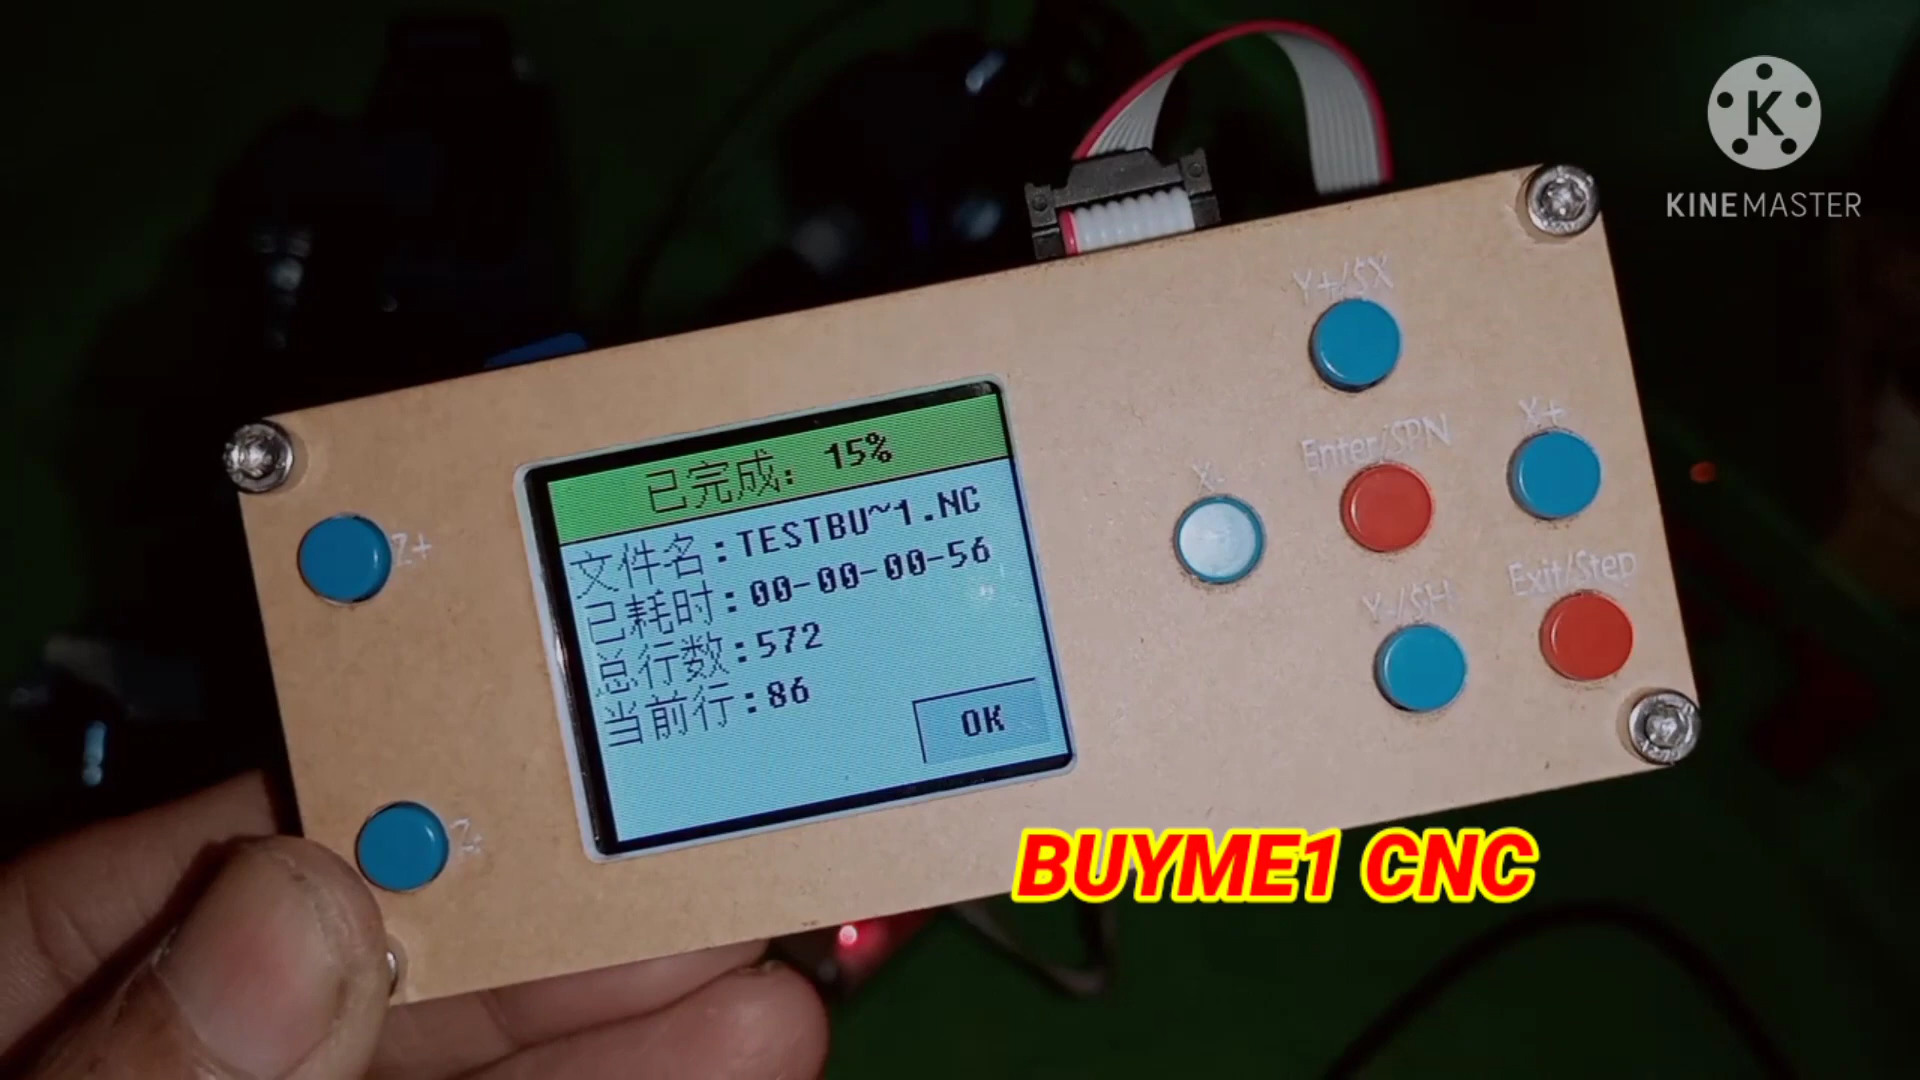 K
KINEMASTER
Y+/SX
X+
Enter/SPN
X-
Exit/Step
Y-/SH
Z+
Z-
已完成: 15%
文件名:TESTBU~1.NC
已耗时:00-00-00-56
总行数:572
当前行:86
OK
BUYME1 CNC